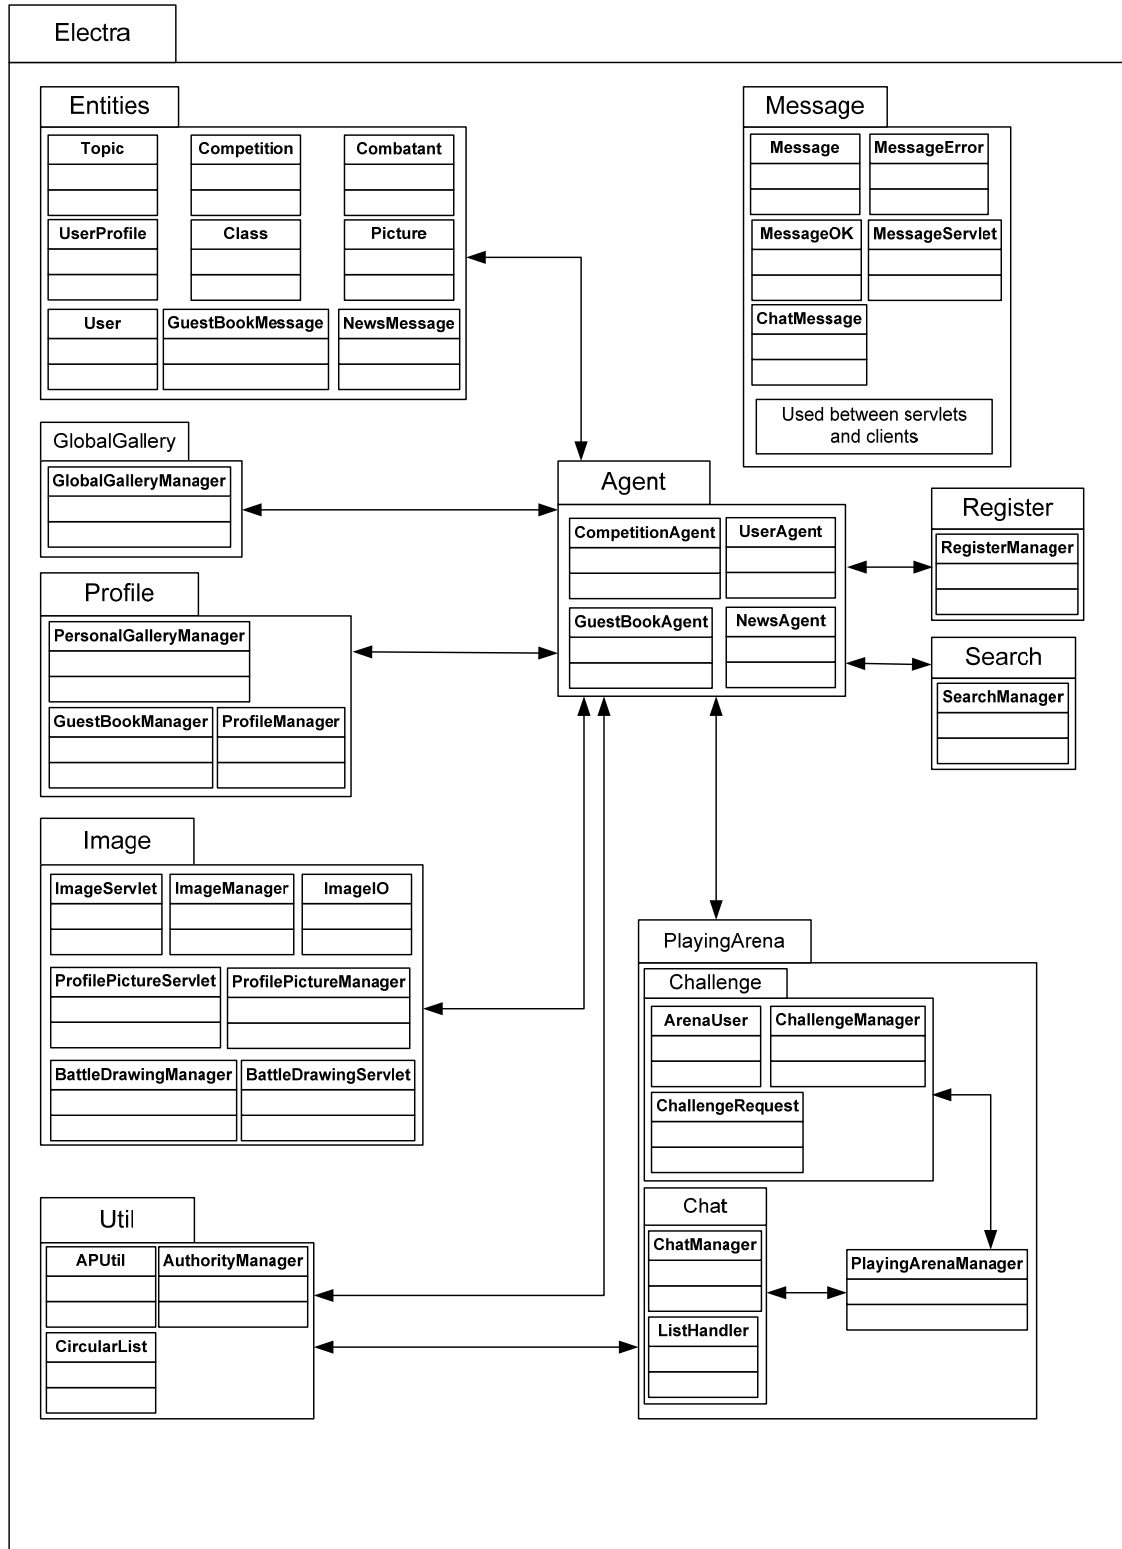 Electra
Entities
Topic
Competition
Combatant
UserProfile
Class
Picture
User
GuestBookMessage
NewsMessage
Message
Message
MessageError
MessageOK
MessageServlet
ChatMessage
Used between servlets
and clients
GlobalGallery
GlobalGalleryManager
Agent
CompetitionAgent
UserAgent
GuestBookAgent
NewsAgent
Register
RegisterManager
Search
SearchManager
Profile
PersonalGalleryManager
GuestBookManager
ProfileManager
Image
ImageServlet
ImageManager
ImageIO
ProfilePictureServlet
ProfilePictureManager
BattleDrawingManager
BattleDrawingServlet
PlayingArena
Challenge
ArenaUser
ChallengeManager
ChallengeRequest
Chat
ChatManager
ListHandler
PlayingArenaManager
Util
APUtil
AuthorityManager
CircularList